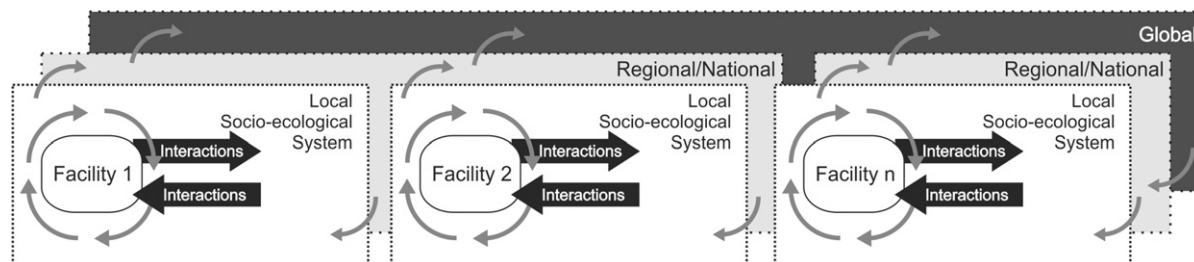 Global
Regional/National
Regional/National
Local
Socio-ecological
System
Facility 1
Interactions
Interactions
Local
Socio-ecological
System
Facility 2
Interactions
Interactions
Local
Socio-ecological
System
Facility n
Interactions
Interactions